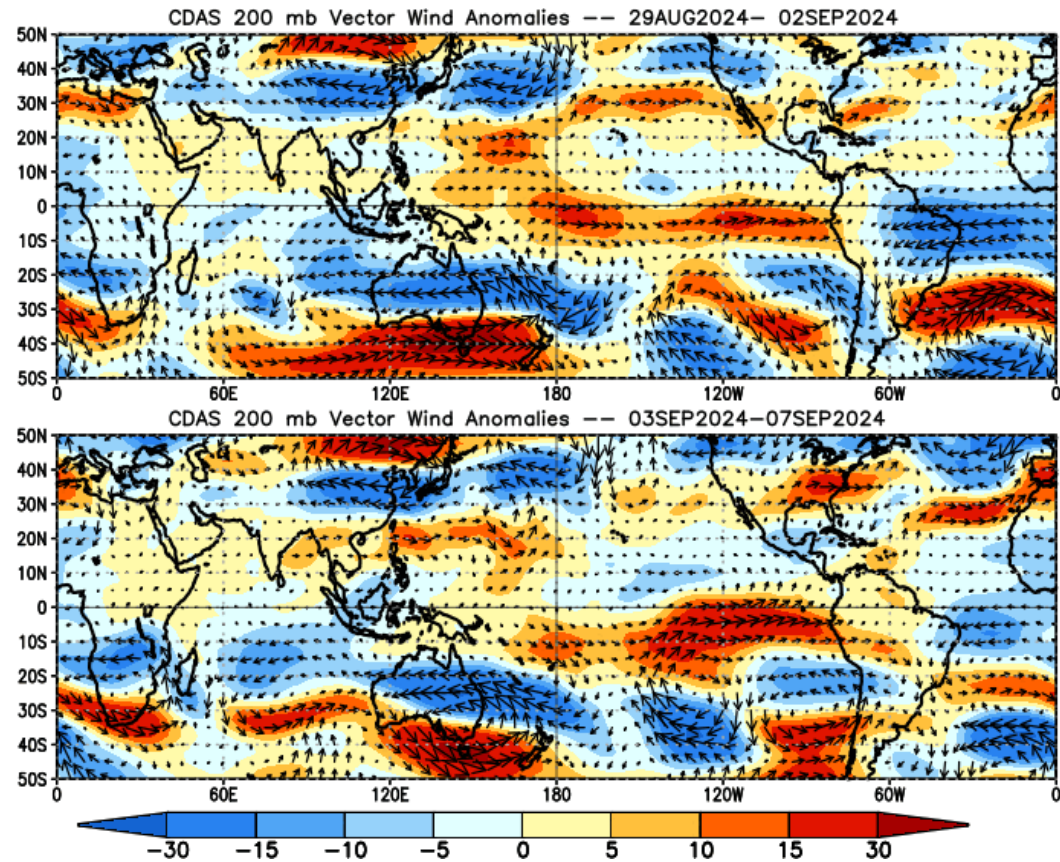 CDAS 200 mb Vector Wind Anomalies -- 29AUG2024- 02SEP2024
50N
40N
30N
20N
10N
0
10S
20S
30S
40S
50S
0 60E 120E 180 120W 60W 0
CDAS 200 mb Vector Wind Anomalies -- 03SEP2024-07SEP2024
50N
40N
30N
20N
10N
0
10S
20S
30S
40S
50S
0 60E 120E 180 120W 60W 0
-30 -15 -10 -5 0 5 10 15 30